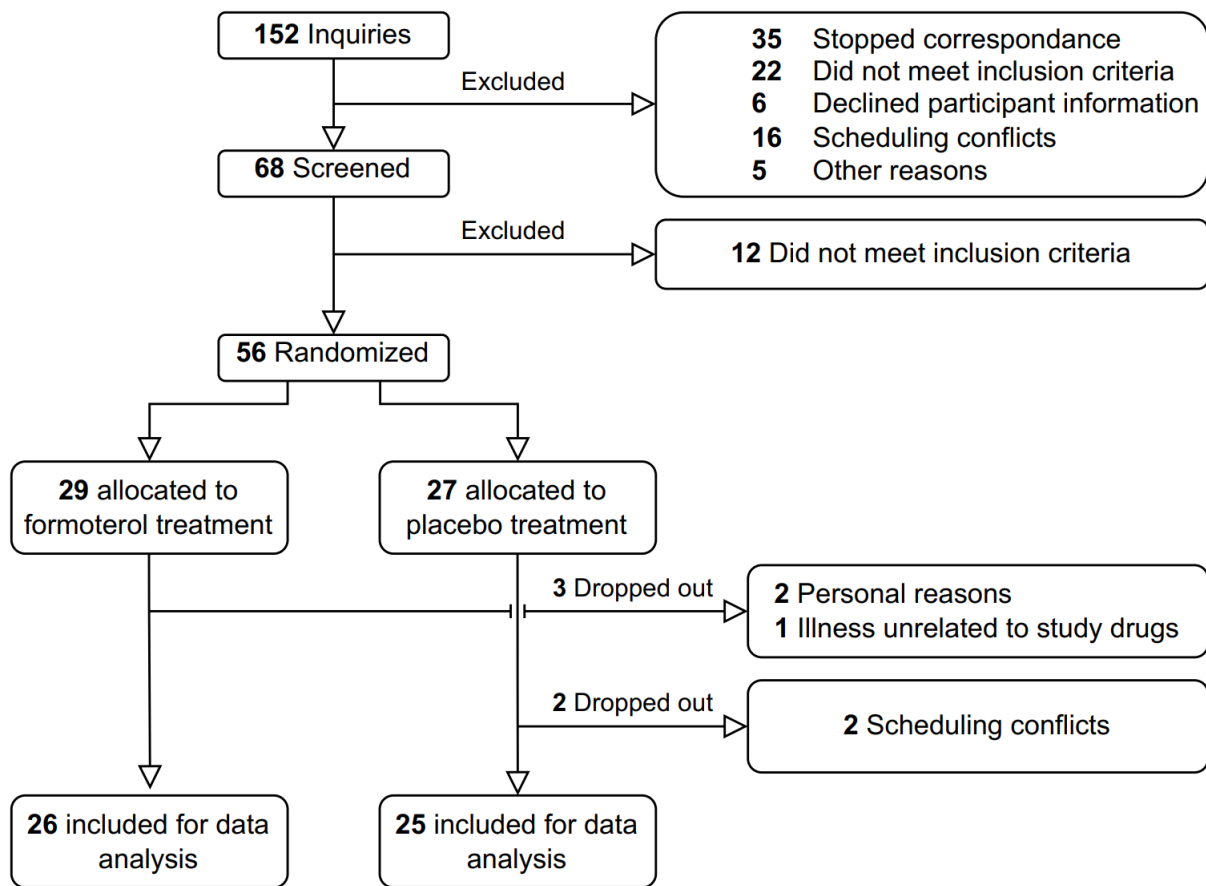 152 Inquiries
Excluded
35 Stopped correspondance
22 Did not meet inclusion criteria
6 Declined participant information
16 Scheduling conflicts
5 Other reasons
68 Screened
Excluded
12 Did not meet inclusion criteria
56 Randomized
29 allocated to
formoterol treatment
27 allocated to
placebo treatment
3 Dropped out
2 Personal reasons
1 Illness unrelated to study drugs
2 Dropped out
2 Scheduling conflicts
26 included for data
analysis
25 included for data
analysis